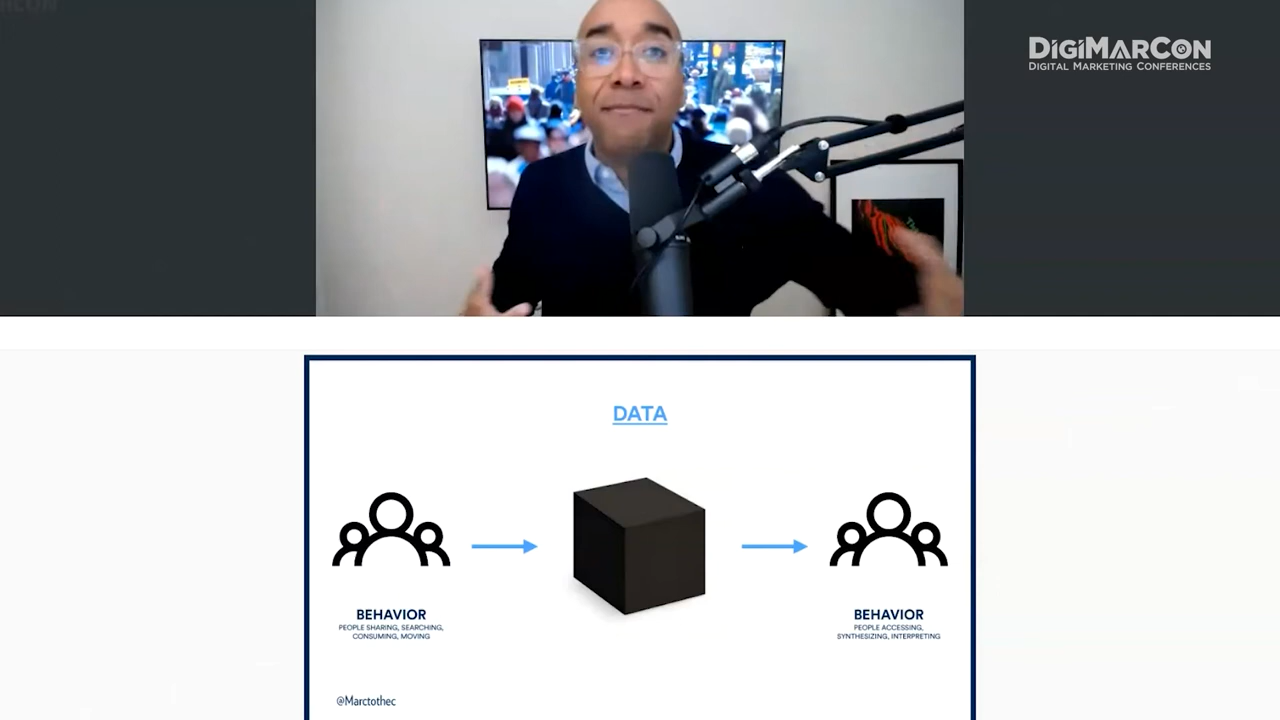 DIGIMARCON
DIGITAL MARKETING CONFERENCES
DATA
BEHAVIOR
PEOPLE SHARING, SEARCHING,
CONSUMING, MOVING
BEHAVIOR
PEOPLE ACCESSING,
SYNTHESIZING, INTERPRETING
@Marctothec